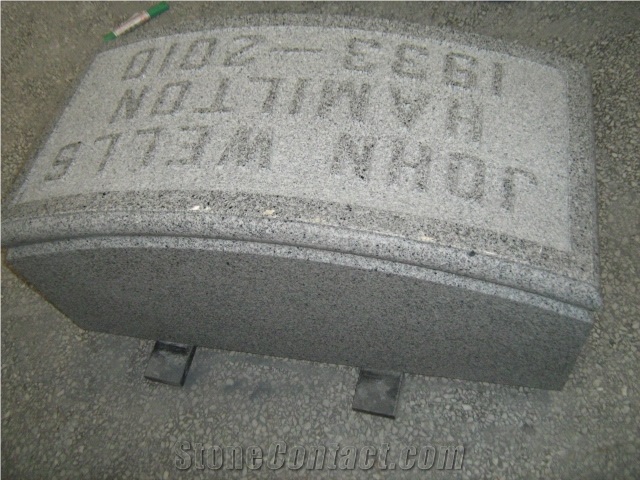 JOHN WELLS
HAMILTON
1933 — 2010
StoneContact.com